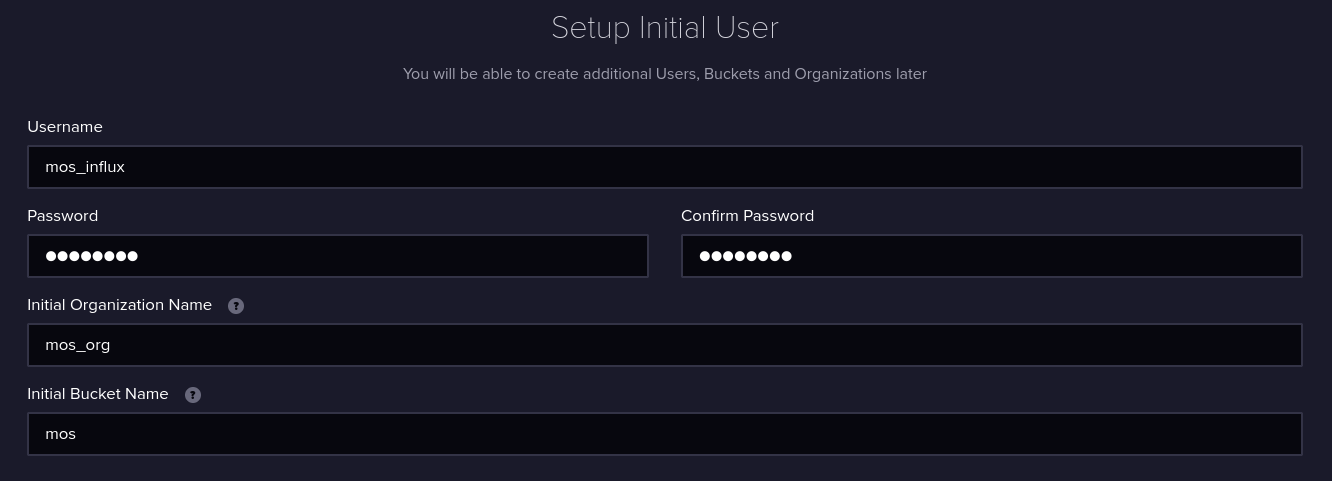 Setup Initial User
You will be able to create additional Users, Buckets and Organizations later
Username
mos_influx
Password
Confirm Password
●●●●●●●●
●●●●●●●●
Initial Organization Name ?
mos_org
Initial Bucket Name ?
mos